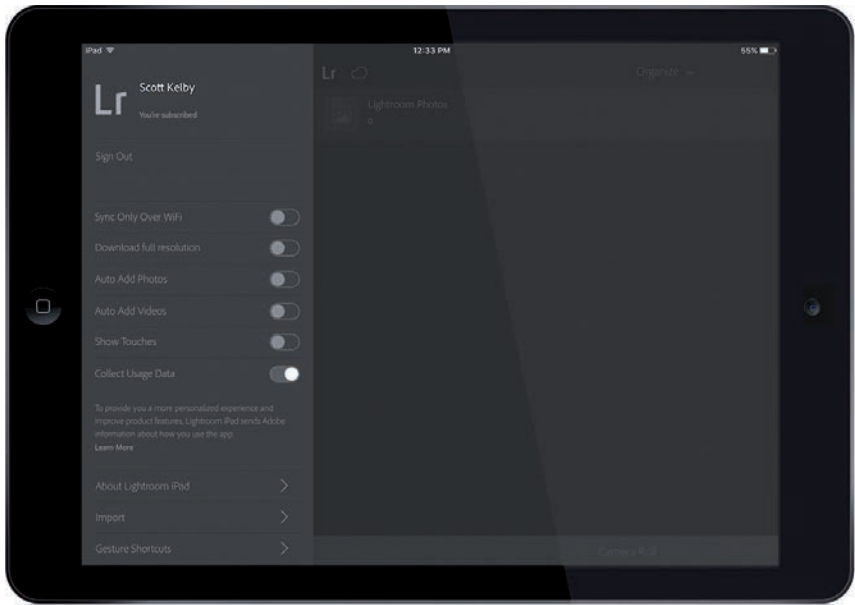 iPad
12:33 PM
55%
Lr
Scott Kelby
You're subscribed
Sign Out
Sync Only Over WiFi
Download full resolution
Auto Add Photos
Auto Add Videos
Show Touches
Collect Usage Data
To provide you a more personalized experience and
improve product features, Lightroom iPad sends Adobe
information about how you use the app.
Learn More
About Lightroom iPad
Import
Gesture Shortcuts
Lr
Organize
Lightroom Photos
0
Camera Roll